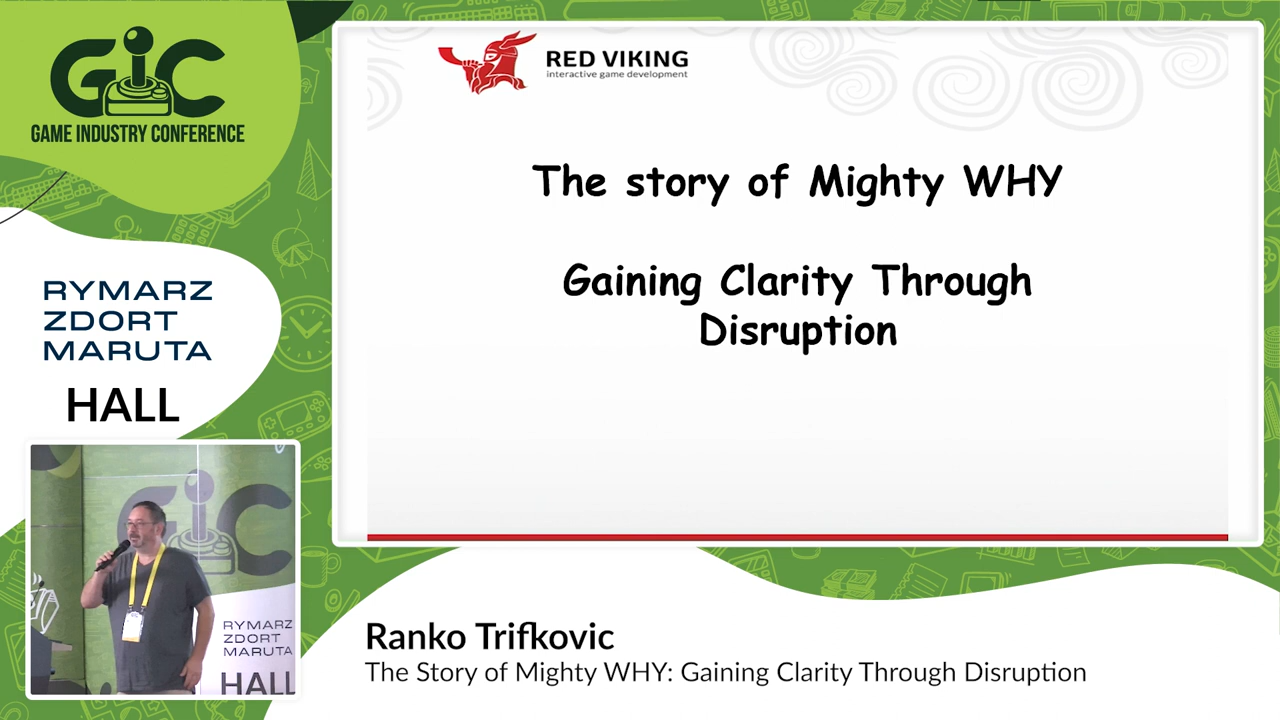 GIC
GAME INDUSTRY CONFERENCE
RYMARZ
ZDORT
MARUTA
HALL
RED VIKING
interactive game development
The story of Mighty WHY
Gaining Clarity Through
Disruption
GIC
RYMARZ
ZDORT
MARUTA
HALL
Ranko Trifkovic
The Story of Mighty WHY: Gaining Clarity Through Disruption